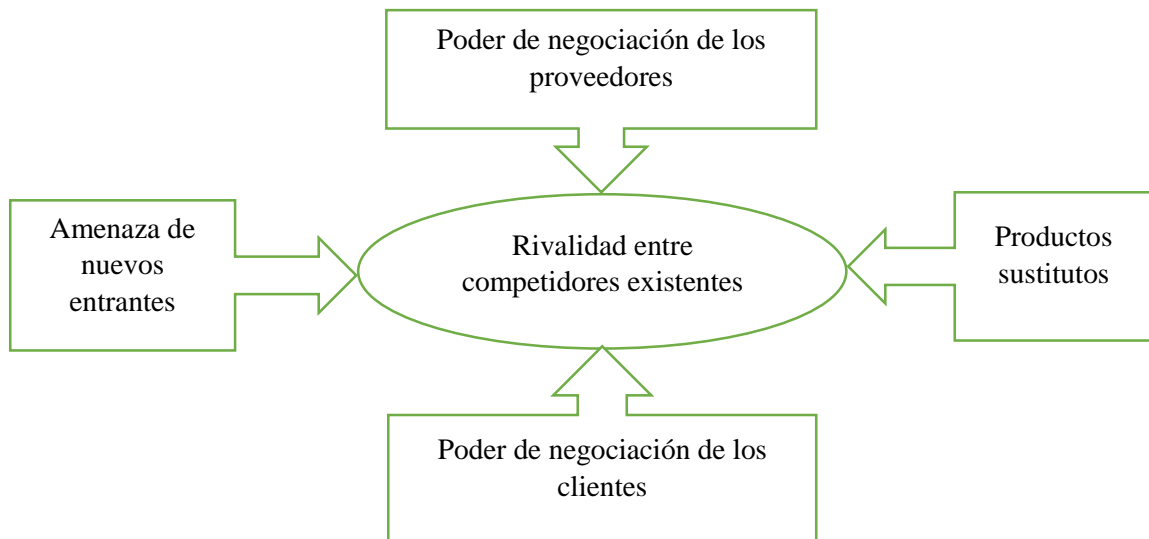 Poder de negociación de los
proveedores
Amenaza de
nuevos
entrantes
Rivalidad entre
competidores existentes
Productos
sustitutos
Poder de negociación de los
clientes